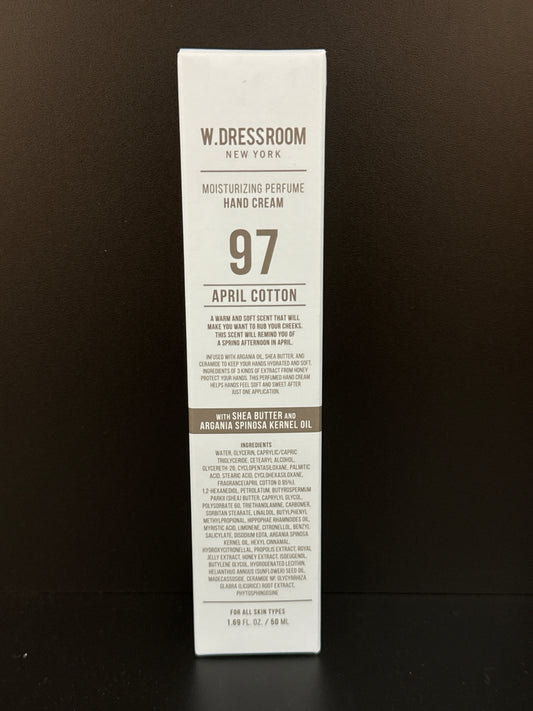 W.DRESSROOM
NEW YORK
MOISTURIZING PERFUME
HAND CREAM
97
APRIL COTTON
A WARM AND SOFT SCENT THAT WILL
MAKE YOU WANT TO RUB YOUR CHEEKS.
THIS SCENT WILL REMIND YOU OF
A SPRING AFTERNOON IN APRIL.
INFUSED WITH ARGANIA OIL, SHEA BUTTER, AND
CERAMIDE TO KEEP YOUR HANDS HYDRATED AND SOFT.
INGREDIENTS OF 3 KINDS OF EXTRACT FROM HONEY
PROTECT YOUR HANDS. THIS PERFUMED HAND CREAM
HELPS HANDS FEEL SOFT AND SWEET AFTER
JUST ONE APPLICATION.
WITH SHEA BUTTER AND
ARGANIA SPINOSA KERNEL OIL
INGREDIENTS
WATER, GLYCERIN, CAPRYLIC/CAPRIC
TRIGLYCERIDE, CETEARYL ALCOHOL,
GLYCERETH-26, CYCLOPENTASILOXANE, PALMITIC
ACID, STEARIC ACID, CYCLOHEXASILOXANE,
FRAGRANCE(APRIL COTTON 0.95%),
1,2-HEXANEDIOL, PETROLATUM, BUTYROSPERMUM
PARKII (SHEA) BUTTER, CAPRYLYL GLYCOL,
POLYSORBATE 60, TRIETHANOLAMINE, CARBOMER,
SORBITAN STEARATE, LINALOOL, BUTYLPHENYL
METHYLPROPIONAL, HIPPOPHAE RHAMNOIDES OIL,
MYRISTIC ACID, LIMONENE, CITRONELLOL, BENZYL
SALICYLATE, DISODIUM EDTA, ARGANIA SPINOSA
KERNEL OIL, HEXYL CINNAMAL,
HYDROXYCITRONELLAL, PROPOLIS EXTRACT, ROYAL
JELLY EXTRACT, HONEY EXTRACT, ISOEUGENOL,
BUTYLENE GLYCOL, HYDROGENATED LECITHIN,
HELIANTHUS ANNUUS (SUNFLOWER) SEED OIL,
MADECASSOSIDE, CERAMIDE NP, GLYCYRRHIZA
GLABRA (LICORICE) ROOT EXTRACT,
PHYTOSPHINGOSINE
FOR ALL SKIN TYPES
1.69 FL. OZ. / 50 ML